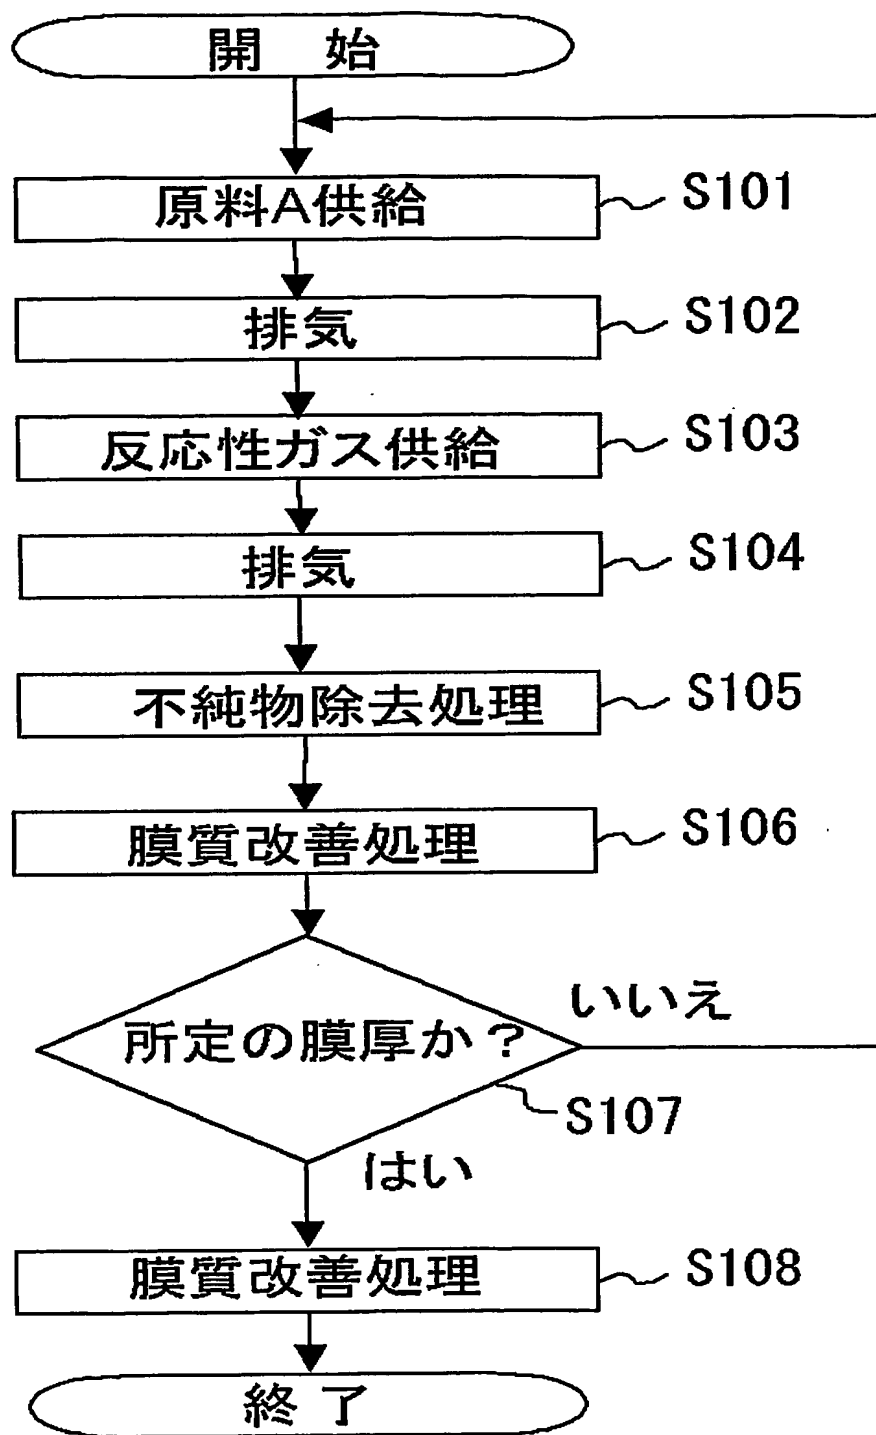 開 始
原料A供給 S101
排気 S102
反応性ガス供給 S103
排気 S104
不純物除去処理 S105
膜質改善処理 S106
いいえ
所定の膜厚か？
S107
はい
膜質改善処理 S108
終 了